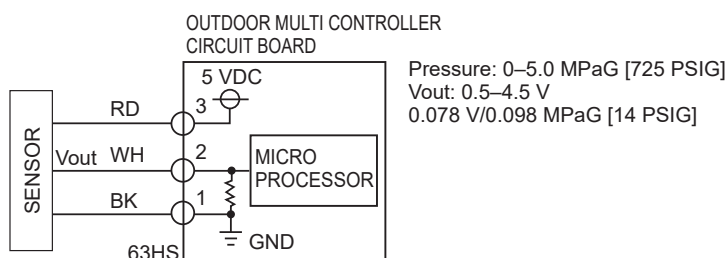 OUTDOOR MULTI CONTROLLER
CIRCUIT BOARD
Pressure: 0–5.0 MPaG [725 PSIG]
Vout: 0.5–4.5 V
0.078 V/0.098 MPaG [14 PSIG]
5 VDC
RD
3
SENSOR
Vout WH
2
MICRO
PROCESSOR
BK
1
GND
63HS